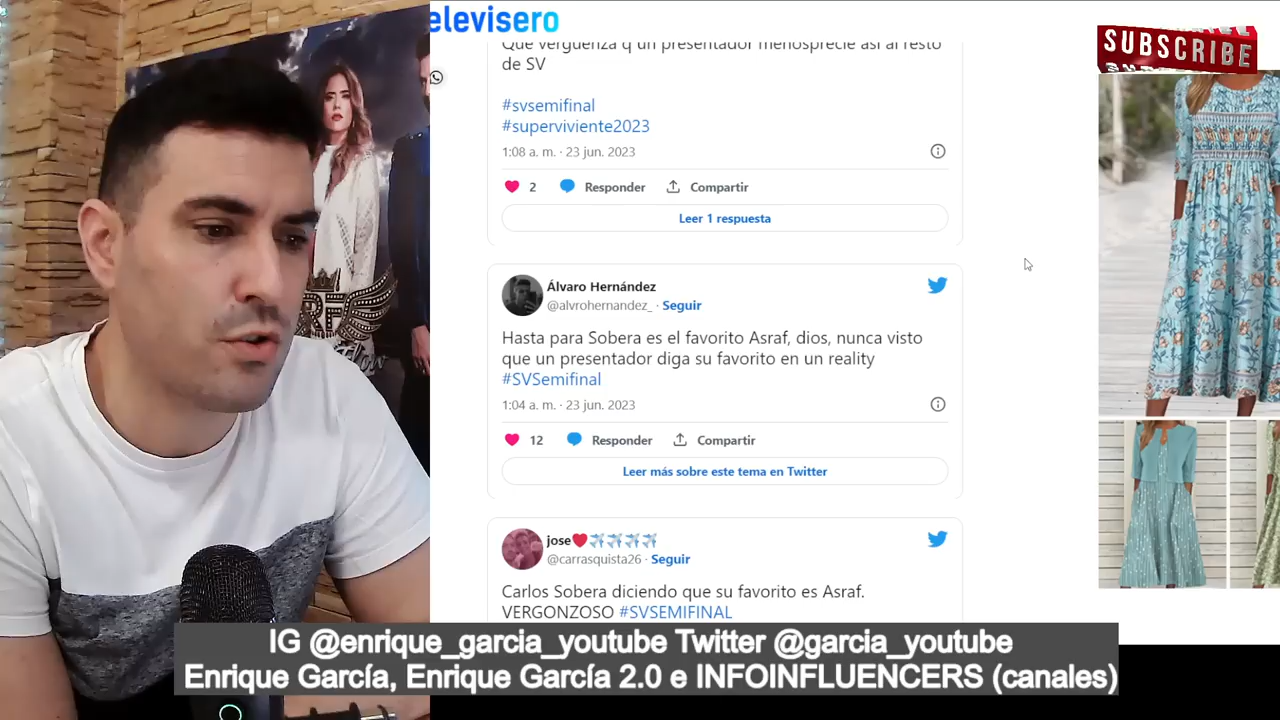 elevisero
SUBSCRIBE
Que vergüenza q un presentador menosprecie así al resto
de SV
#svsemifinal
#superviviente2023
1:08 a. m. · 23 jun. 2023
2 Responder Compartir
Leer 1 respuesta
Álvaro Hernández
@alvrohernandez_ · Seguir
Hasta para Sobera es el favorito Asraf, dios, nunca visto
que un presentador diga su favorito en un reality
#SVSemifinal
1:04 a. m. · 23 jun. 2023
12 Responder Compartir
Leer más sobre este tema en Twitter
jose❤️✈️✈️✈️✈️
@carrasquista26 · Seguir
Carlos Sobera diciendo que su favorito es Asraf.
VERGONZOSO #SVSEMIFINAL
IG @enrique_garcia_youtube Twitter @garcia_youtube
Enrique García, Enrique García 2.0 e INFOINFLUENCERS (canales)